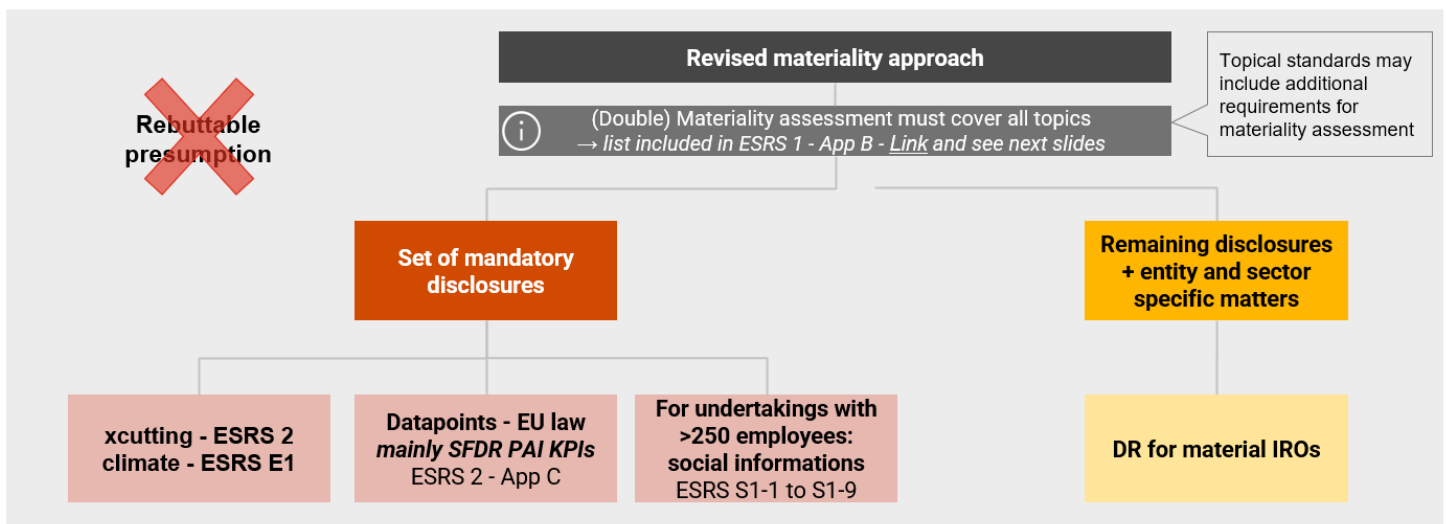 Revised materiality approach
Topical standards may
include additional
requirements for
materiality assessment
Rebuttable
presumption
(Double) Materiality assessment must cover all topics
→ list included in ESRS 1 - App B - Link and see next slides
Set of mandatory
disclosures
Remaining disclosures
+ entity and sector
specific matters
xcutting - ESRS 2
climate - ESRS E1
Datapoints - EU law
mainly SFDR PAI KPIs
ESRS 2 - App C
For undertakings with
>250 employees:
social informations
ESRS S1-1 to S1-9
DR for material IROs